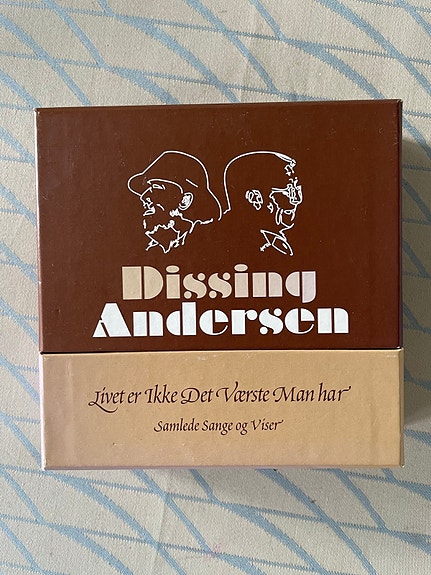 Dissing
Andersen
Livet er Ikke Det Værste Man har
Samlede Sange og Viser